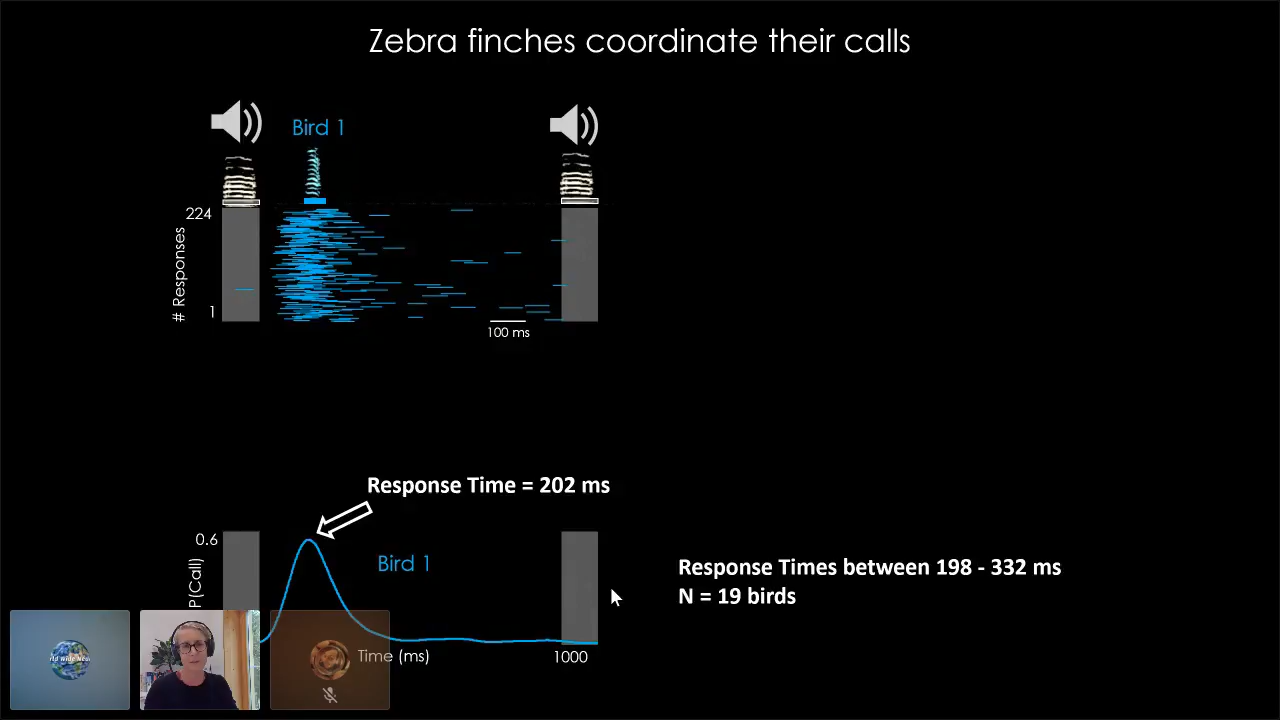 Zebra finches coordinate their calls
Bird 1
224
# Responses
1
100 ms
Response Time = 202 ms
0.6
P(Call)
Bird 1
Response Times between 198 - 332 ms
N = 19 birds
Time (ms)
1000